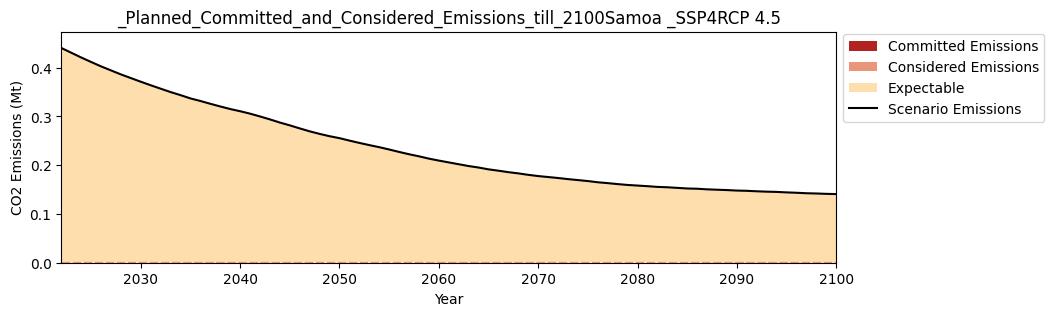 _Planned_Committed_and_Considered_Emissions_till_2100Samoa _SSP4RCP 4.5
Committed Emissions
Considered Emissions
Expectable
Scenario Emissions
CO2 Emissions (Mt)
0.4
0.3
0.2
0.1
0.0
2030 2040 2050 2060 2070 2080 2090 2100
Year